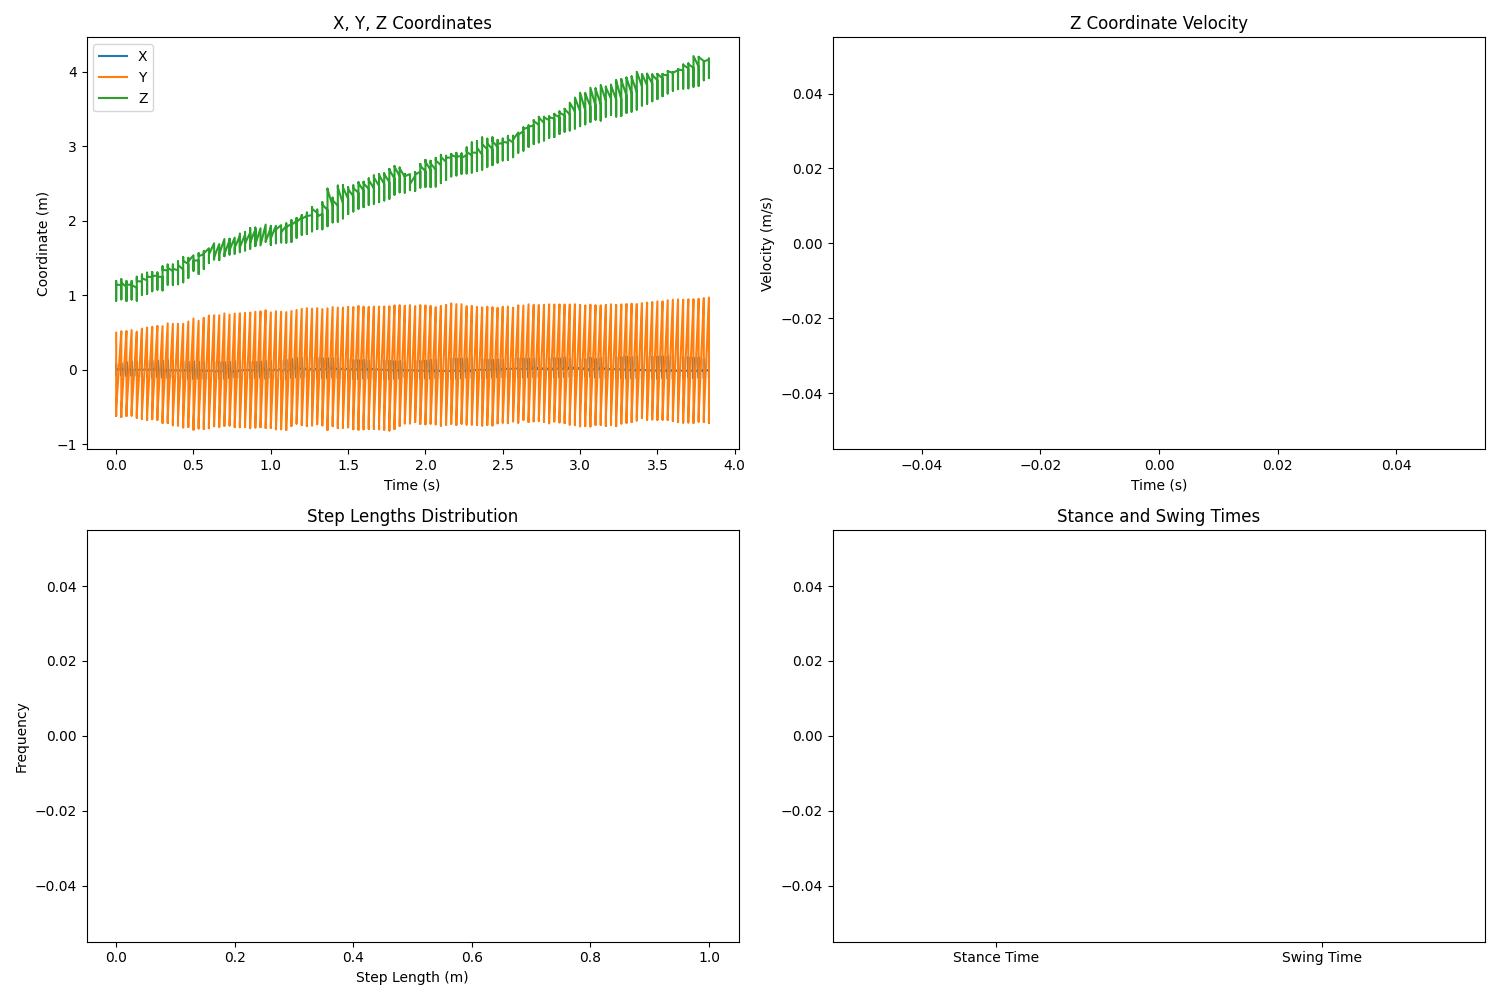 X, Y, Z Coordinates
X
Y
Z
Coordinate (m)
4
3
2
1
0
−1
0.0 0.5 1.0 1.5 2.0 2.5 3.0 3.5 4.0
Time (s)
Z Coordinate Velocity
Velocity (m/s)
0.04
0.02
0.00
−0.02
−0.04
−0.04 −0.02 0.00 0.02 0.04
Time (s)
Step Lengths Distribution
Frequency
0.04
0.02
0.00
−0.02
−0.04
0.0 0.2 0.4 0.6 0.8 1.0
Step Length (m)
Stance and Swing Times
0.04
0.02
0.00
−0.02
−0.04
Stance Time Swing Time